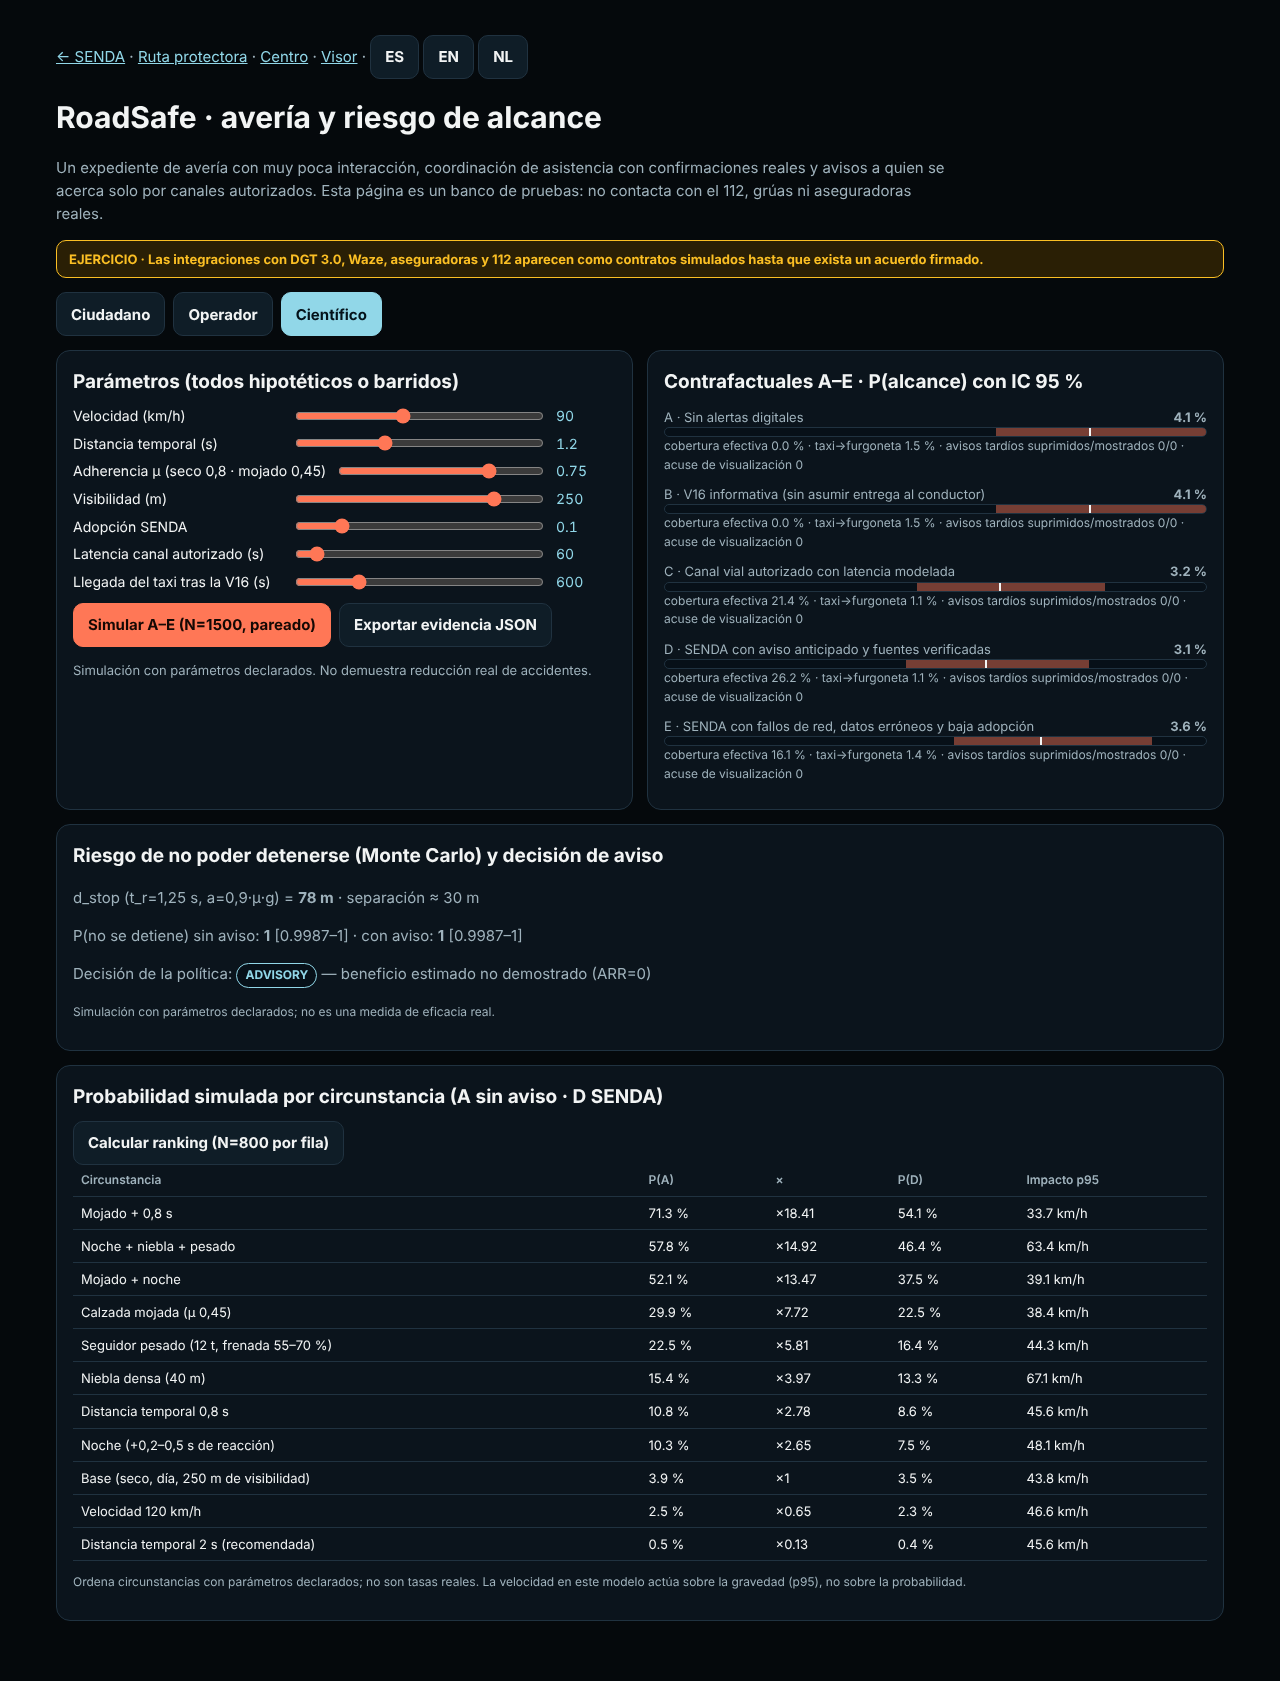 ← SENDA · Ruta protectora · Centro · Visor · ES EN NL
RoadSafe · avería y riesgo de alcance
Un expediente de avería con muy poca interacción, coordinación de asistencia con confirmaciones reales y avisos a quien se
acerca solo por canales autorizados. Esta página es un banco de pruebas: no contacta con el 112, grúas ni aseguradoras
reales.
EJERCICIO · Las integraciones con DGT 3.0, Waze, aseguradoras y 112 aparecen como contratos simulados hasta que exista un acuerdo firmado.
Ciudadano Operador Científico
Parámetros (todos hipotéticos o barridos)
Velocidad (km/h) 90
Distancia temporal (s) 1.2
Adherencia μ (seco 0,8 · mojado 0,45) 0.75
Visibilidad (m) 250
Adopción SENDA 0.1
Latencia canal autorizado (s) 60
Llegada del taxi tras la V16 (s) 600
Simular A–E (N=1500, pareado) Exportar evidencia JSON
Simulación con parámetros declarados. No demuestra reducción real de accidentes.
Contrafactuales A–E · P(alcance) con IC 95 %
A · Sin alertas digitales 4.1 %
cobertura efectiva 0.0 % · taxi→furgoneta 1.5 % · avisos tardíos suprimidos/mostrados 0/0 ·
acuse de visualización 0
B · V16 informativa (sin asumir entrega al conductor) 4.1 %
cobertura efectiva 0.0 % · taxi→furgoneta 1.5 % · avisos tardíos suprimidos/mostrados 0/0 ·
acuse de visualización 0
C · Canal vial autorizado con latencia modelada 3.2 %
cobertura efectiva 21.4 % · taxi→furgoneta 1.1 % · avisos tardíos suprimidos/mostrados 0/0 ·
acuse de visualización 0
D · SENDA con aviso anticipado y fuentes verificadas 3.1 %
cobertura efectiva 26.2 % · taxi→furgoneta 1.1 % · avisos tardíos suprimidos/mostrados 0/0 ·
acuse de visualización 0
E · SENDA con fallos de red, datos erróneos y baja adopción 3.6 %
cobertura efectiva 16.1 % · taxi→furgoneta 1.4 % · avisos tardíos suprimidos/mostrados 0/0 ·
acuse de visualización 0
Riesgo de no poder detenerse (Monte Carlo) y decisión de aviso
d_stop (t_r=1,25 s, a=0,9·μ·g) = 78 m · separación ≈ 30 m
P(no se detiene) sin aviso: 1 [0.9987–1] · con aviso: 1 [0.9987–1]
Decisión de la política: ADVISORY — beneficio estimado no demostrado (ARR=0)
Simulación con parámetros declarados; no es una medida de eficacia real.
Probabilidad simulada por circunstancia (A sin aviso · D SENDA)
Calcular ranking (N=800 por fila)
Circunstancia P(A) × P(D) Impacto p95
Mojado + 0,8 s 71.3 % ×18.41 54.1 % 33.7 km/h
Noche + niebla + pesado 57.8 % ×14.92 46.4 % 63.4 km/h
Mojado + noche 52.1 % ×13.47 37.5 % 39.1 km/h
Calzada mojada (μ 0,45) 29.9 % ×7.72 22.5 % 38.4 km/h
Seguidor pesado (12 t, frenada 55–70 %) 22.5 % ×5.81 16.4 % 44.3 km/h
Niebla densa (40 m) 15.4 % ×3.97 13.3 % 67.1 km/h
Distancia temporal 0,8 s 10.8 % ×2.78 8.6 % 45.6 km/h
Noche (+0,2–0,5 s de reacción) 10.3 % ×2.65 7.5 % 48.1 km/h
Base (seco, día, 250 m de visibilidad) 3.9 % ×1 3.5 % 43.8 km/h
Velocidad 120 km/h 2.5 % ×0.65 2.3 % 46.6 km/h
Distancia temporal 2 s (recomendada) 0.5 % ×0.13 0.4 % 45.6 km/h
Ordena circunstancias con parámetros declarados; no son tasas reales. La velocidad en este modelo actúa sobre la gravedad (p95), no sobre la probabilidad.